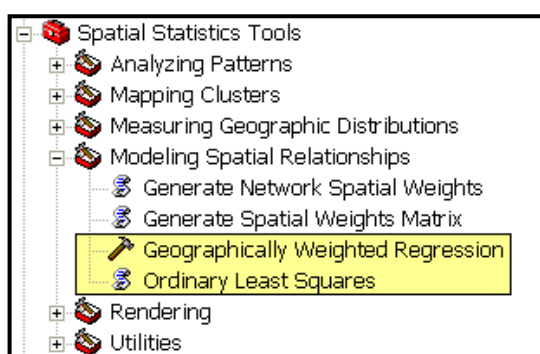 Spatial Statistics Tools
Analyzing Patterns
Mapping Clusters
Measuring Geographic Distributions
Modeling Spatial Relationships
Generate Network Spatial Weights
Generate Spatial Weights Matrix
Geographically Weighted Regression
Ordinary Least Squares
Rendering
Utilities